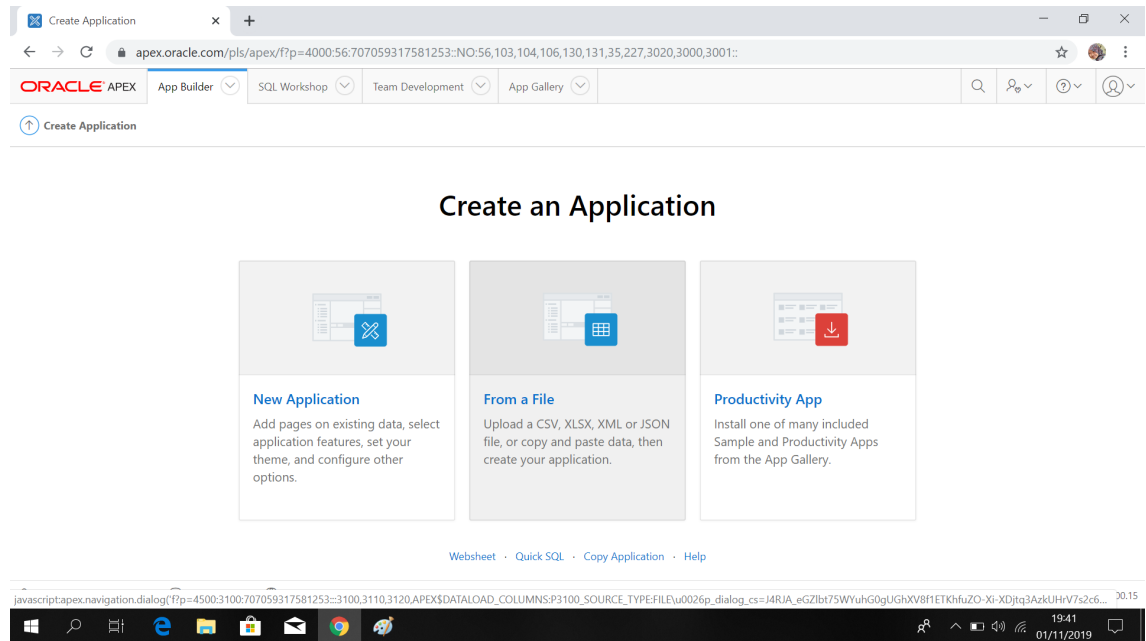 Create Application
apex.oracle.com/pls/apex/f?p=4000:56:707059317581253::NO:56,103,104,106,130,131,35,227,3020,3000,3001::
ORACLE APEX App Builder SQL Workshop Team Development App Gallery
Create Application
Create an Application
New Application
Add pages on existing data, select
application features, set your
theme, and configure other
options.
From a File
Upload a CSV, XLSX, XML or JSON
file, or copy and paste data, then
create your application.
Productivity App
Install one of many included
Sample and Productivity Apps
from the App Gallery.
Websheet · Quick SQL · Copy Application · Help
javascript:apex.navigation.dialog('f?p=4500:3100:707059317581253:::3100,3110,3120,APEX$DATALOAD_COLUMNS:P3100_SOURCE_TYPE:FILE\u0026p_dialog_cs=J4RJA_eGZlbt75WYuhG0gUGhXV8f1ETKhfuZO-Xi-XDjtq3AzkUHrV7s2c6... 00.15
19:41
01/11/2019